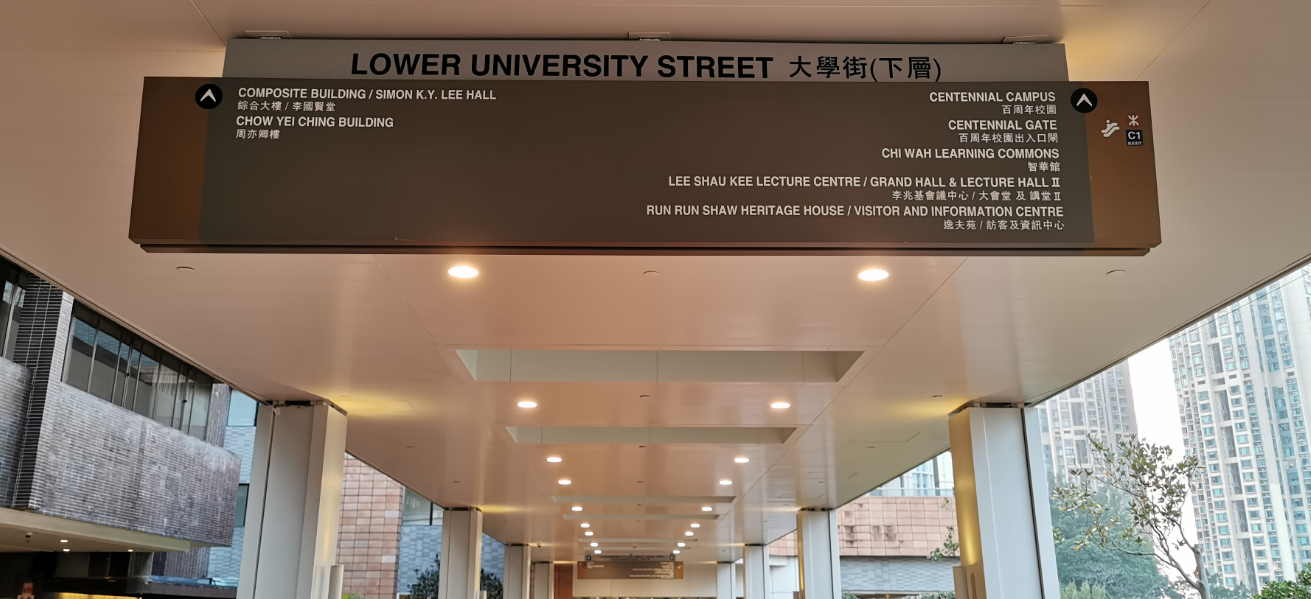 LOWER UNIVERSITY STREET 大學街(下層)
COMPOSITE BUILDING / SIMON K.Y. LEE HALL
綜合大樓 / 李國賢堂
CHOW YEI CHING BUILDING
周亦卿樓
CENTENNIAL CAMPUS
百周年校園
CENTENNIAL GATE
百周年校園出入口閘
CHI WAH LEARNING COMMONS
智華館
LEE SHAU KEE LECTURE CENTRE / GRAND HALL & LECTURE HALL II
李兆基會議中心 / 大會堂 及 講堂 II
RUN RUN SHAW HERITAGE HOUSE / VISITOR AND INFORMATION CENTRE
逸夫苑 / 訪客及資訊中心
C1